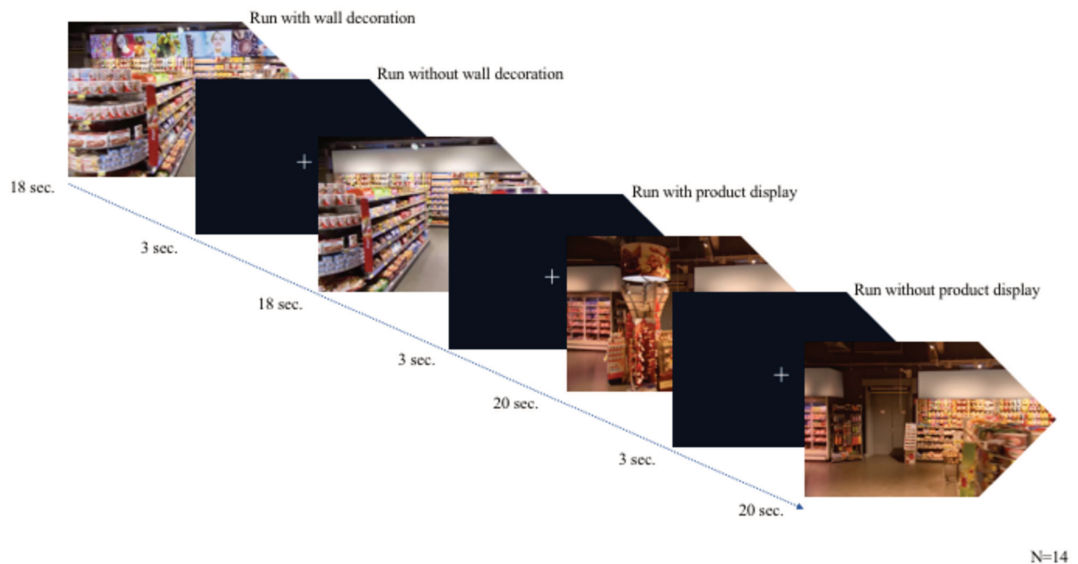 Run with wall decoration
Run without wall decoration
Run with product display
Run without product display
18 sec.
3 sec.
18 sec.
3 sec.
20 sec.
3 sec.
20 sec.
N=14